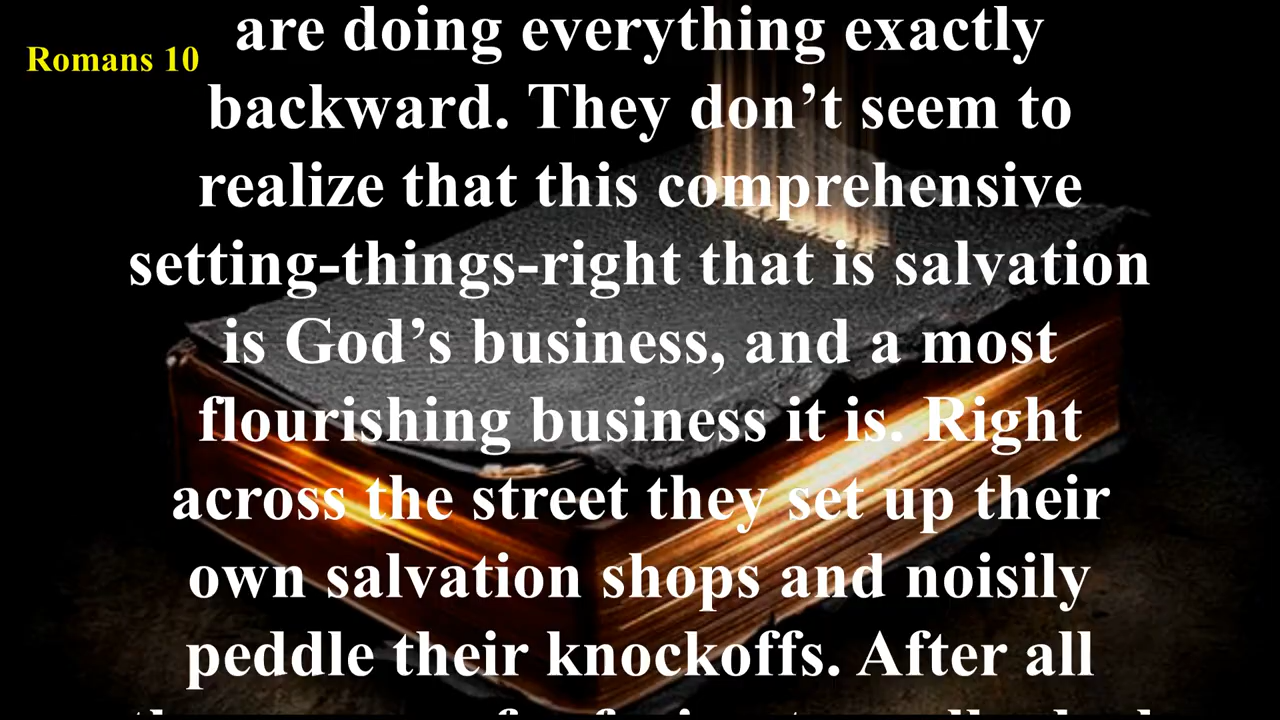 Romans 10
are doing everything exactly
backward. They don’t seem to
realize that this comprehensive
setting-things-right that is salvation
is God’s business, and a most
flourishing business it is. Right
across the street they set up their
own salvation shops and noisily
peddle their knockoffs. After all